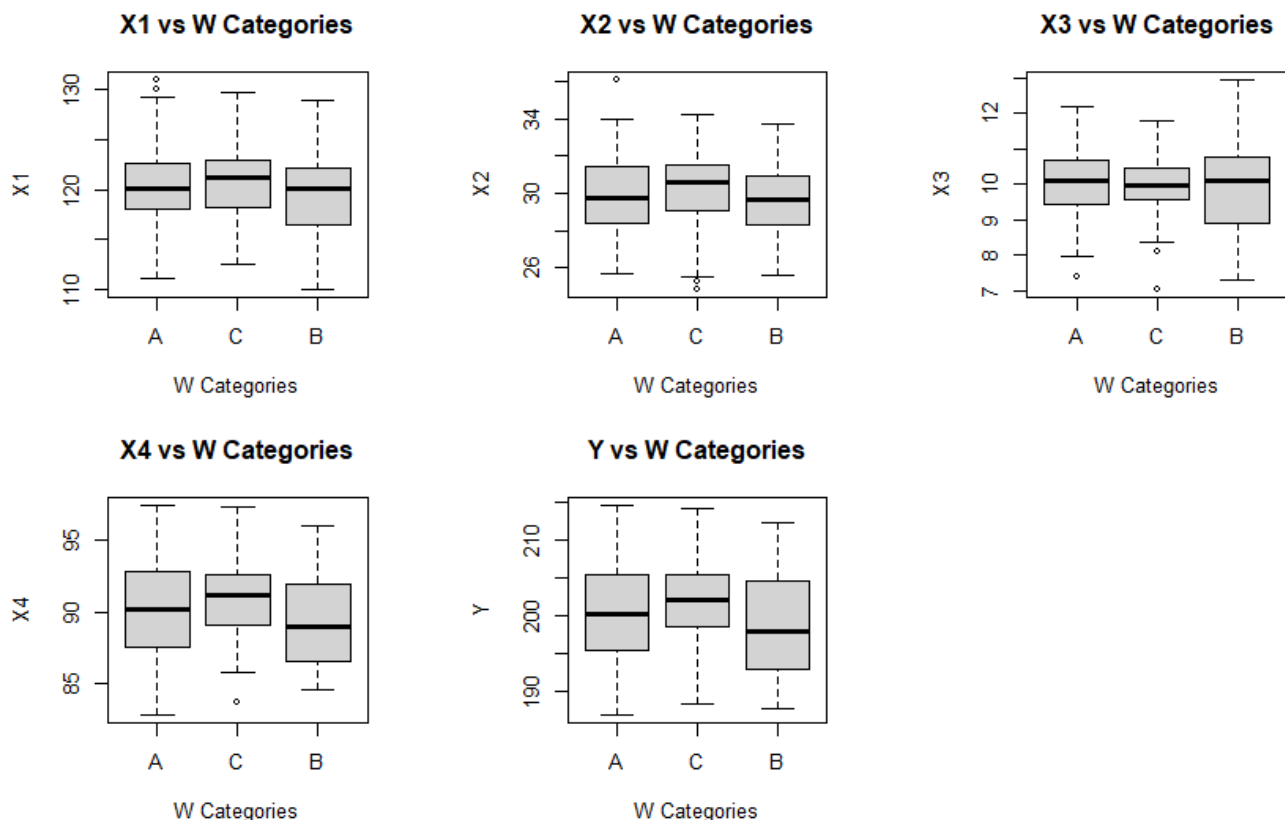 X1 vs W Categories
X1
110
120
130
A C B
W Categories
X2 vs W Categories
X2
26
30
34
A C B
W Categories
X3 vs W Categories
X3
7
8
9
10
12
A C B
W Categories
X4 vs W Categories
X4
85
90
95
A C B
W Categories
Y vs W Categories
Y
190
200
210
A C B
W Categories